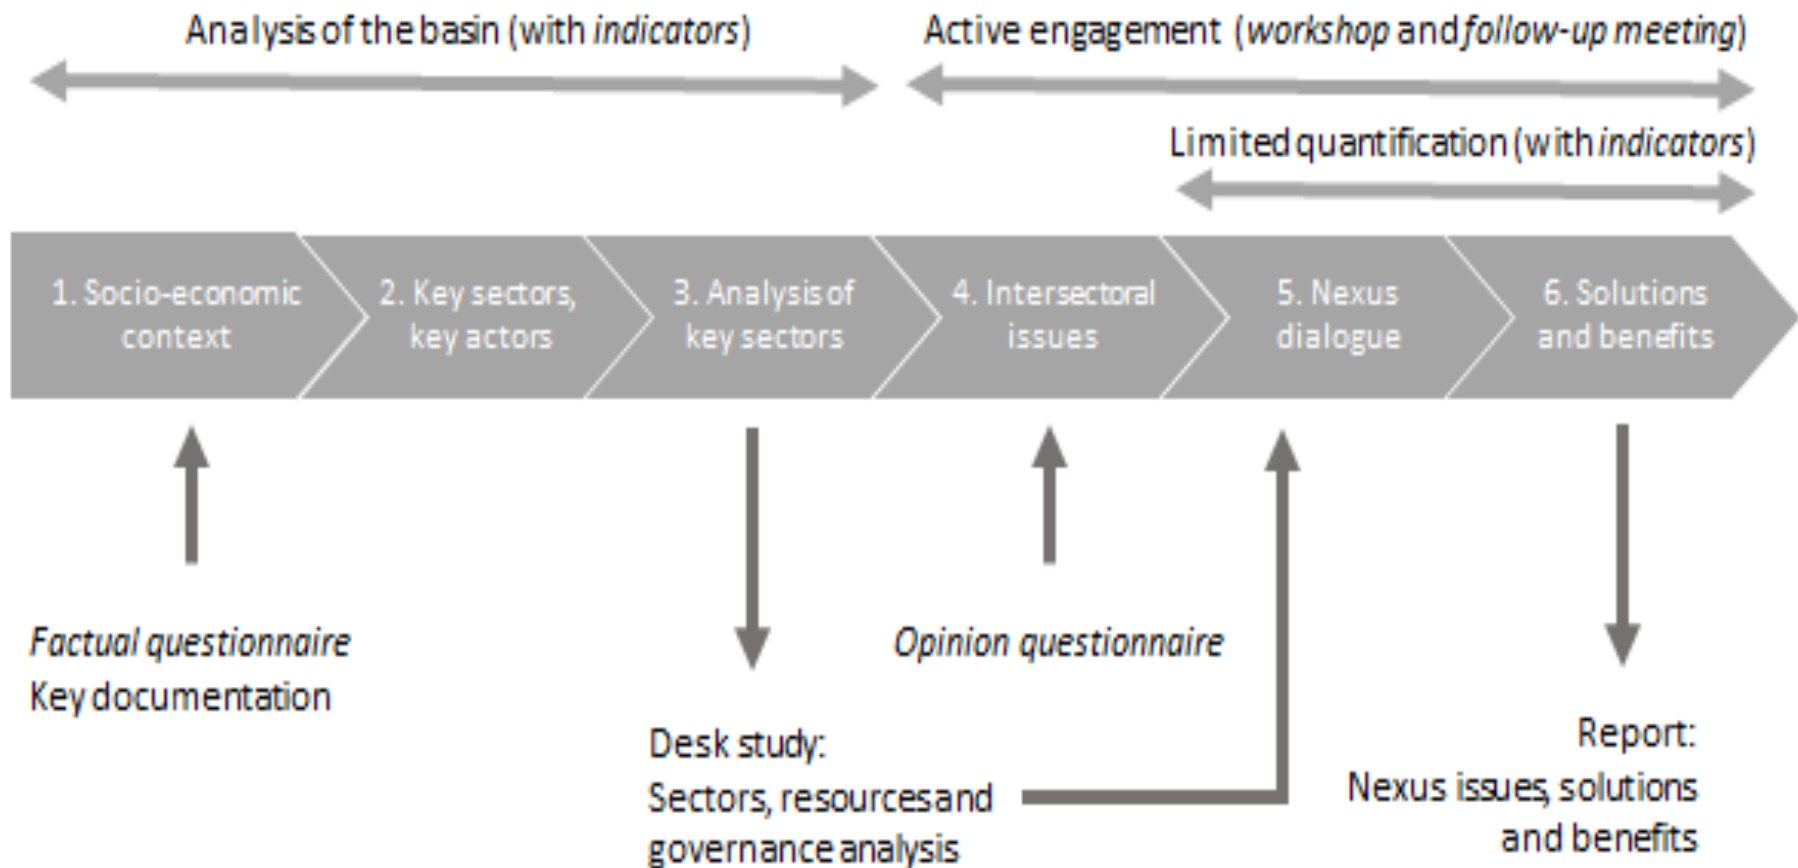 Analysis of the basin (with indicators)
Active engagement (workshop and follow-up meeting)
Limited quantification (with indicators)
1. Socio-economic
context
2. Key sectors,
key actors
3. Analysis of
key sectors
4. Intersectoral
issues
5. Nexus
dialogue
6. Solutions
and benefits
Factual questionnaire
Key documentation
Opinion questionnaire
Desk study:
Sectors, resources and
governance analysis
Report:
Nexus issues, solutions
and benefits